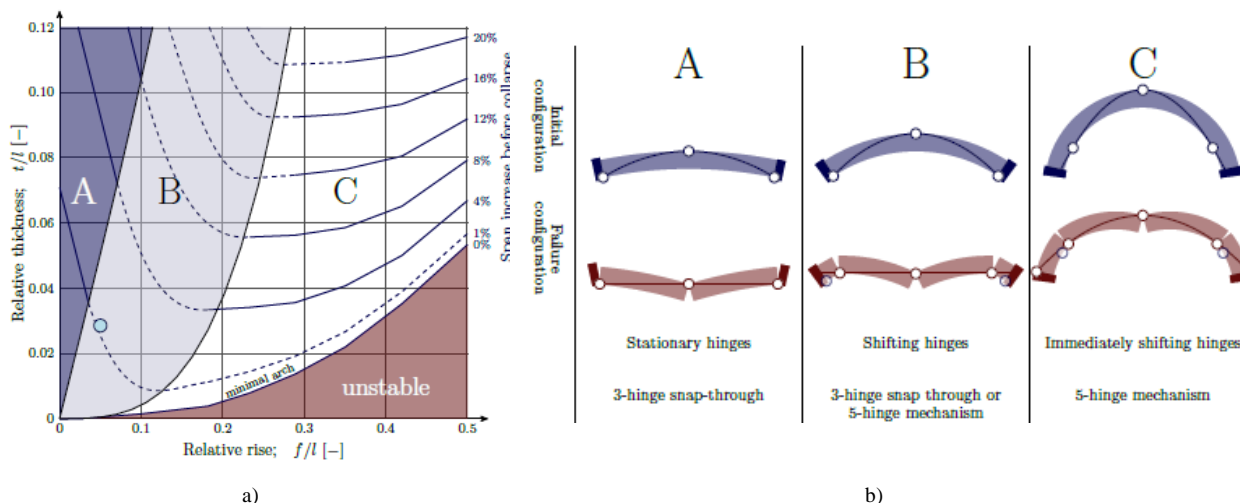 0.12
0.10
0.08
0.06
0.04
0.02
0
Relative thickness; t/l [−]
A
B
C
20%
16%
12%
8%
4%
1%
0%
Span increase before collapse
minimal arch
unstable
0
0.1
0.2
0.3
0.4
0.5
Relative rise; f/l [−]
a)
A
B
C
Initial
configuration
Failure
configuration
Stationary hinges
Shifting hinges
Immediately shifting hinges
3-hinge snap-through
3-hinge snap through or
5-hinge mechanism
5-hinge mechanism
b)